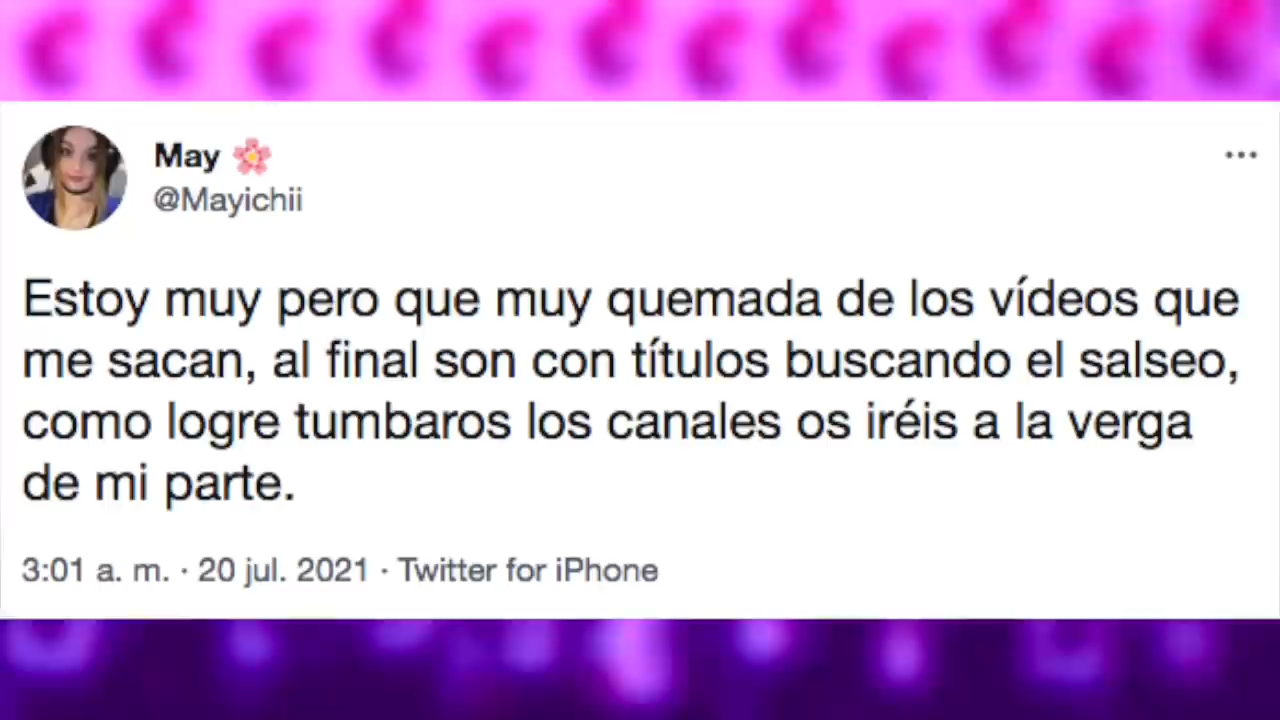 May 🌸
@Mayichii
Estoy muy pero que muy quemada de los vídeos que
me sacan, al final son con títulos buscando el salseo,
como logre tumbaros los canales os iréis a la verga
de mi parte.
3:01 a. m. · 20 jul. 2021 · Twitter for iPhone